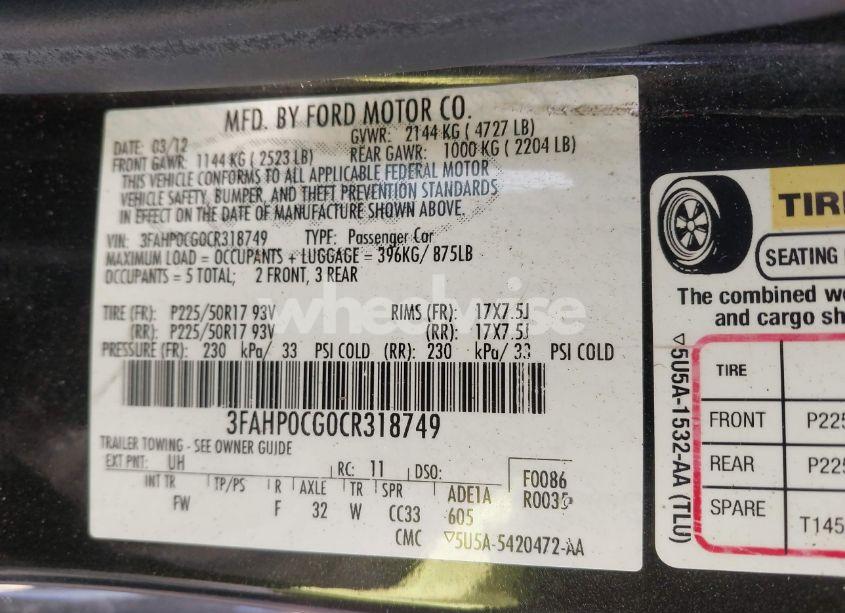 MFD. BY FORD MOTOR CO.
DATE: 03/12 GVWR: 2144 KG ( 4727 LB)
FRONT GAWR: 1144 KG ( 2523 LB) REAR GAWR: 1000 KG ( 2204 LB)
THIS VEHICLE CONFORMS TO ALL APPLICABLE FEDERAL MOTOR
VEHICLE SAFETY, BUMPER, AND THEFT PREVENTION STANDARDS
IN EFFECT ON THE DATE OF MANUFACTURE SHOWN ABOVE.
VIN: 3FAHP0CG0CR318749 TYPE: Passenger Car
MAXIMUM LOAD = OCCUPANTS + LUGGAGE = 396KG/ 875LB
OCCUPANTS = 5 TOTAL; 2 FRONT, 3 REAR
TIRE (FR): P225/50R17 93V RIMS (FR): 17X7.5J
(RR): P225/50R17 93V (RR): 17X7.5J
PRESSURE (FR): 230 kPa/ 33 PSI COLD (RR): 230 kPa/ 33 PSI COLD
3FAHP0CG0CR318749
TRAILER TOWING - SEE OWNER GUIDE
EXT PNT: UH RC: 11 DSO: F0086
R0035
INT TR TP/PS R AXLE TR SPR ADE1A
FW F 32 W CC33 605
CMC ▽5U5A-5420472-AA
wheelwise
TIRE
SEATING
The combined
and cargo
▽5U5A-1532-AA (TLU)
TIRE
FRONT P225
REAR P225
SPARE T145